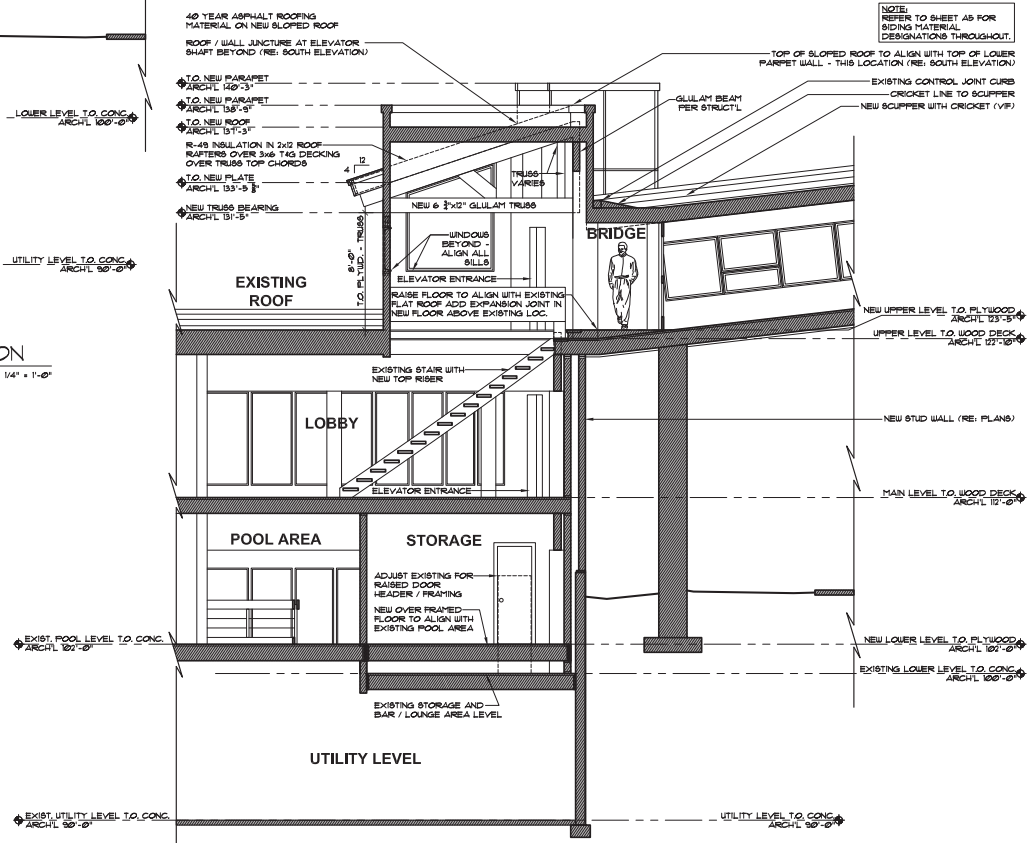 40 YEAR ASPHALT ROOFING
MATERIAL ON NEW SLOPED ROOF
ROOF / WALL JUNCTURE AT ELEVATOR
SHAFT BEYOND (RE: SOUTH ELEVATION)
NOTE:
REFER TO SHEET A5 FOR
SIDING MATERIAL
DESIGNATIONS THROUGHOUT.
TOP OF SLOPED ROOF TO ALIGN WITH TOP OF LOWER
PARPET WALL - THIS LOCATION (RE: SOUTH ELEVATION)
EXISTING CONTROL JOINT CURB
CRICKET LINE TO SCUPPER
NEW SCUPPER WITH CRICKET (VIF)
GLULAM BEAM
PER STRUCT'L
T.O. NEW PARAPET
ARCH'L 140'-3"
T.O. NEW PARAPET
ARCH'L 138'-9"
T.O. NEW ROOF
ARCH'L 137'-3"
R-49 INSULATION IN 2x12 ROOF
RAFTERS OVER 3x6 T&G DECKING
OVER TRUSS TOP CHORDS
12
4
T.O. NEW PLATE
ARCH'L 133'-5
NEW TRUSS BEARING
ARCH'L 131'-5"
LOWER LEVEL T.O. CONC.
ARCH'L 100'-0"
UTILITY LEVEL T.O. CONC.
ARCH'L 90'-0"
TRUSS
VARIES
NEW 6 3/4"x12" GLULAM TRUSS
8'-0"
T.O. PLYWD. - TRUSS
WINDOWS
BEYOND -
ALIGN ALL
SILLS
ELEVATOR ENTRANCE
BRIDGE
EXISTING
ROOF
RAISE FLOOR TO ALIGN WITH EXISTING
FLAT ROOF ADD EXPANSION JOINT IN
NEW FLOOR ABOVE EXISTING LOC.
NEW UPPER LEVEL T.O. PLYWOOD
ARCH'L 123'-5"
UPPER LEVEL T.O. WOOD DECK
ARCH'L 122'-10"
ON
1/4" = 1'-0"
EXISTING STAIR WITH
NEW TOP RISER
LOBBY
NEW STUD WALL (RE: PLANS)
ELEVATOR ENTRANCE
MAIN LEVEL T.O. WOOD DECK
ARCH'L 112'-0"
POOL AREA
STORAGE
ADJUST EXISTING FOR
RAISED DOOR
HEADER / FRAMING
NEW OVER FRAMED
FLOOR TO ALIGN WITH
EXISTING POOL AREA
EXIST. POOL LEVEL T.O. CONC.
ARCH'L 102'-0"
NEW LOWER LEVEL T.O. PLYWOOD
ARCH'L 102'-0"
EXISTING LOWER LEVEL T.O. CONC.
ARCH'L 100'-0"
EXISTING STORAGE AND
BAR / LOUNGE AREA LEVEL
UTILITY LEVEL
EXIST. UTILITY LEVEL T.O. CONC.
ARCH'L 90'-0"
UTILITY LEVEL T.O. CONC.
ARCH'L 90'-0"